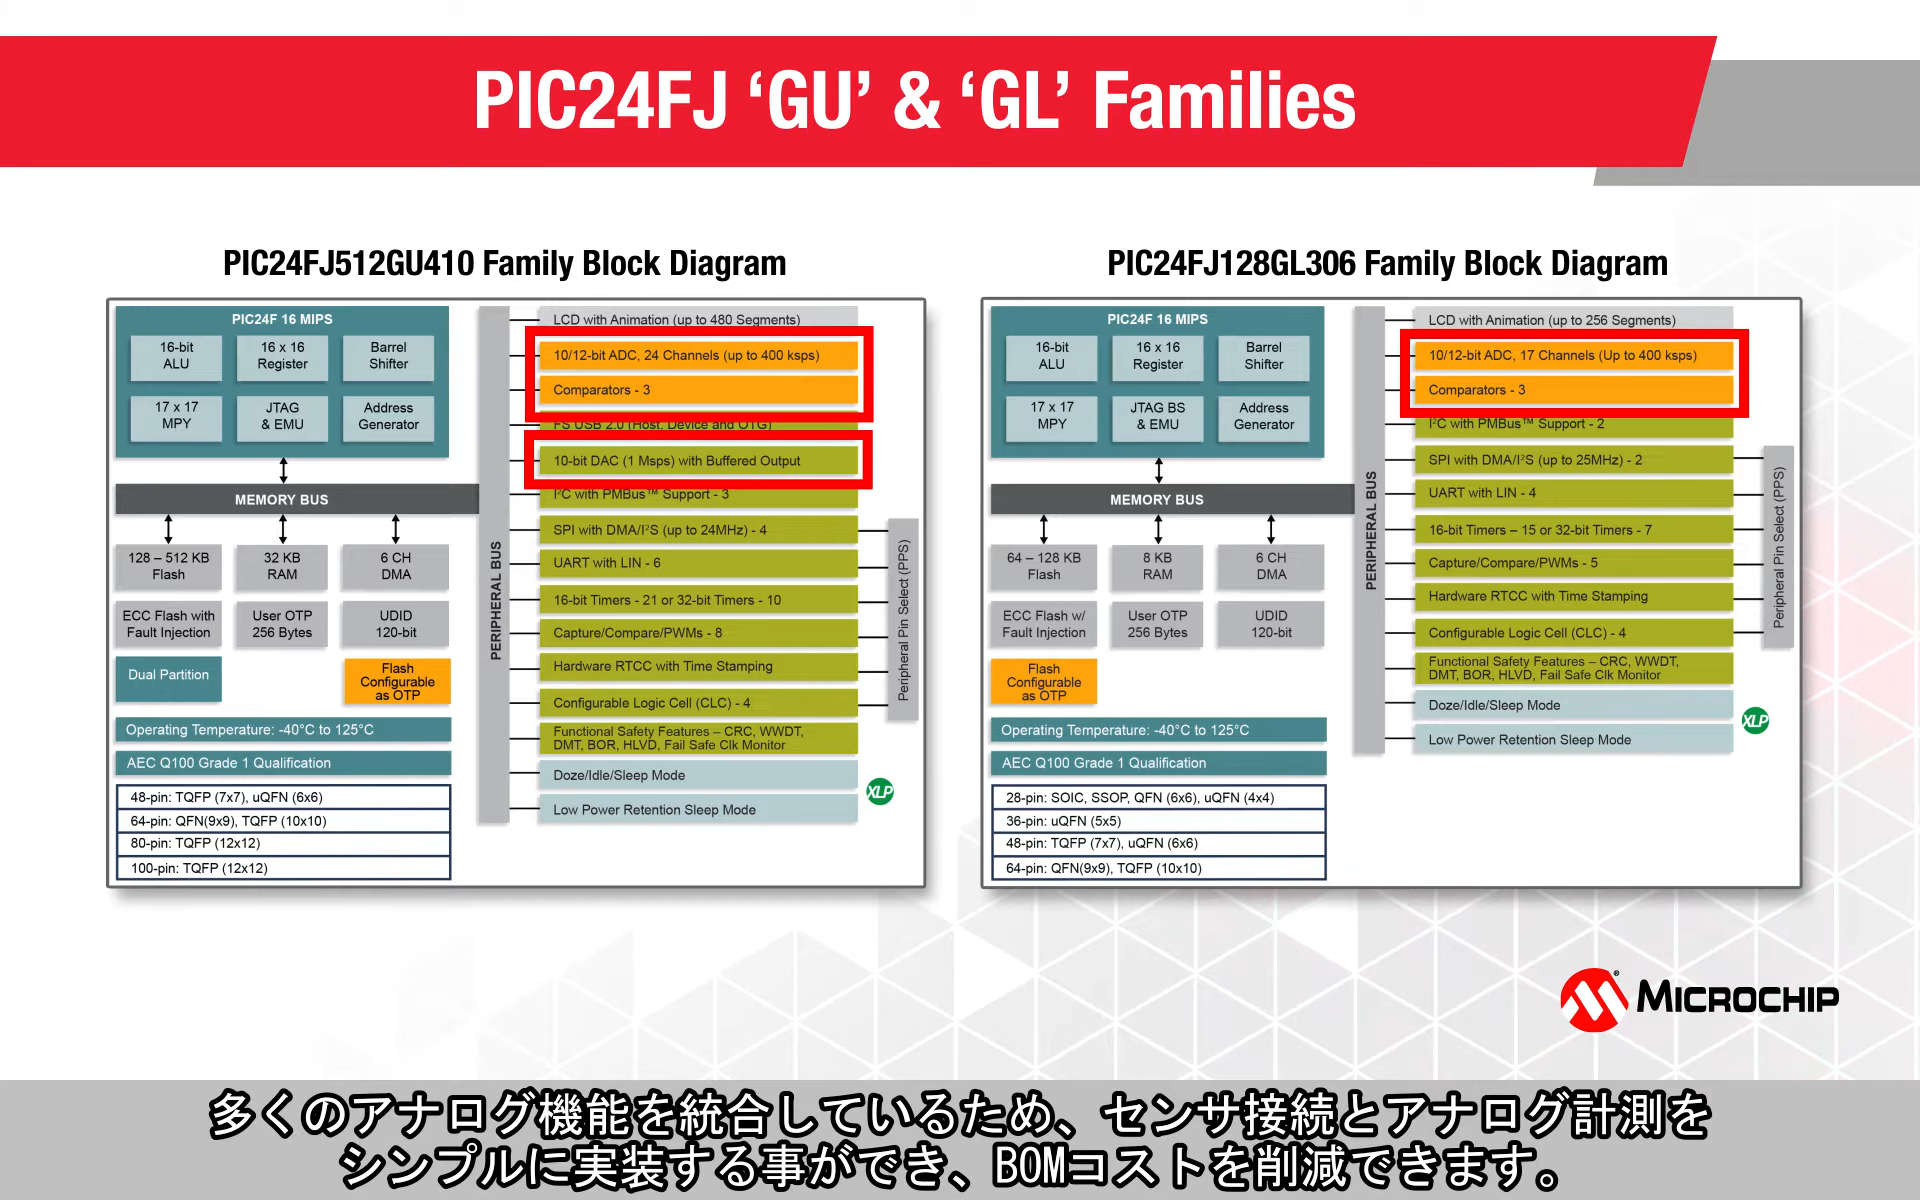 PIC24FJ ‘GU’ & ‘GL’ Families
PIC24FJ512GU410 Family Block Diagram
PIC24F 16 MIPS
16-bit
ALU
16 x 16
Register
Barrel
Shifter
17 x 17
MPY
JTAG
& EMU
Address
Generator
MEMORY BUS
128 – 512 KB
Flash
32 KB
RAM
6 CH
DMA
ECC Flash with
Fault Injection
User OTP
256 Bytes
UDID
120-bit
Dual Partition
Flash
Configurable
as OTP
Operating Temperature: -40°C to 125°C
AEC Q100 Grade 1 Qualification
48-pin: TQFP (7x7), uQFN (6x6)
64-pin: QFN(9x9), TQFP (10x10)
80-pin: TQFP (12x12)
100-pin: TQFP (12x12)
PERIPHERAL BUS
LCD with Animation (up to 480 Segments)
10/12-bit ADC, 24 Channels (up to 400 ksps)
Comparators - 3
FS USB 2.0 (Host, Device and OTG)
10-bit DAC (1 Msps) with Buffered Output
I²C with PMBus™ Support - 3
SPI with DMA/I²S (up to 24MHz) - 4
UART with LIN - 6
16-bit Timers - 21 or 32-bit Timers - 10
Capture/Compare/PWMs - 8
Hardware RTCC with Time Stamping
Configurable Logic Cell (CLC) - 4
Functional Safety Features – CRC, WWDT,
DMT, BOR, HLVD, Fail Safe Clk Monitor
Doze/Idle/Sleep Mode
Low Power Retention Sleep Mode
Peripheral Pin Select (PPS)
XLP
PIC24FJ128GL306 Family Block Diagram
PIC24F 16 MIPS
16-bit
ALU
16 x 16
Register
Barrel
Shifter
17 x 17
MPY
JTAG BS
& EMU
Address
Generator
MEMORY BUS
64 – 128 KB
Flash
8 KB
RAM
6 CH
DMA
ECC Flash w/
Fault Injection
User OTP
256 Bytes
UDID
120-bit
Flash
Configurable
as OTP
Operating Temperature: -40°C to 125°C
AEC Q100 Grade 1 Qualification
28-pin: SOIC, SSOP, QFN (6x6), uQFN (4x4)
36-pin: uQFN (5x5)
48-pin: TQFP (7x7), uQFN (6x6)
64-pin: QFN(9x9), TQFP (10x10)
PERIPHERAL BUS
LCD with Animation (up to 256 Segments)
10/12-bit ADC, 17 Channels (Up to 400 ksps)
Comparators - 3
I²C with PMBus™ Support - 2
SPI with DMA/I²S (up to 25MHz) - 2
UART with LIN - 4
16-bit Timers – 15 or 32-bit Timers - 7
Capture/Compare/PWMs - 5
Hardware RTCC with Time Stamping
Configurable Logic Cell (CLC) - 4
Functional Safety Features – CRC, WWDT,
DMT, BOR, HLVD, Fail Safe Clk Monitor
Doze/Idle/Sleep Mode
Low Power Retention Sleep Mode
Peripheral Pin Select (PPS)
XLP
MICROCHIP
多くのアナログ機能を統合しているため、センサ接続とアナログ計測を
シンプルに実装する事ができ、BOMコストを削減できます。